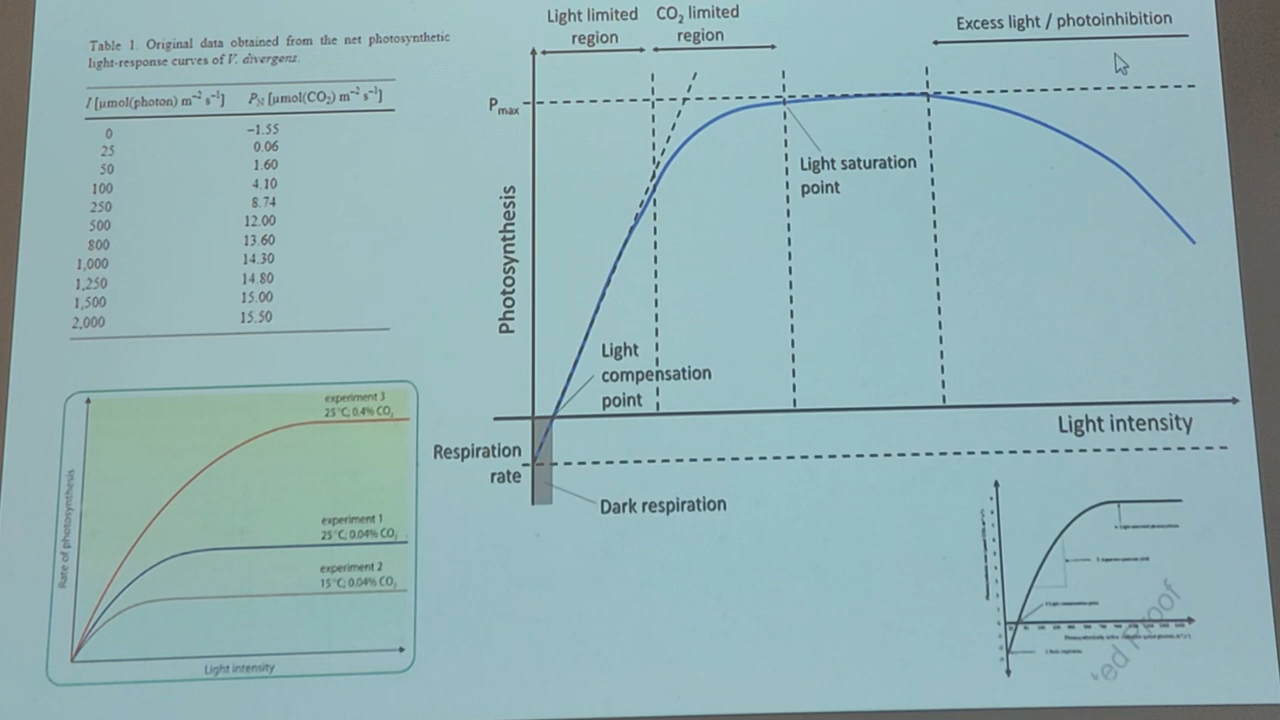 Table 1. Original data obtained from the net photosynthetic
light-response curves of V. divergens.
I [μmol(photon) m⁻² s⁻¹] P_N [μmol(CO₂) m⁻² s⁻¹]
0 −1.55
25 0.06
50 1.60
100 4.10
250 8.74
500 12.00
800 13.60
1,000 14.30
1,250 14.80
1,500 15.00
2,000 15.50
Light limited
region
CO₂ limited
region
Excess light / photoinhibition
Pmax
Photosynthesis
Light saturation
point
Light
compensation
point
Light intensity
Respiration
rate
Dark respiration
Rate of photosynthesis
experiment 3
25°C; 0.4% CO₂
experiment 1
25°C; 0.04% CO₂
experiment 2
15°C; 0.04% CO₂
Light intensity
ed Proof